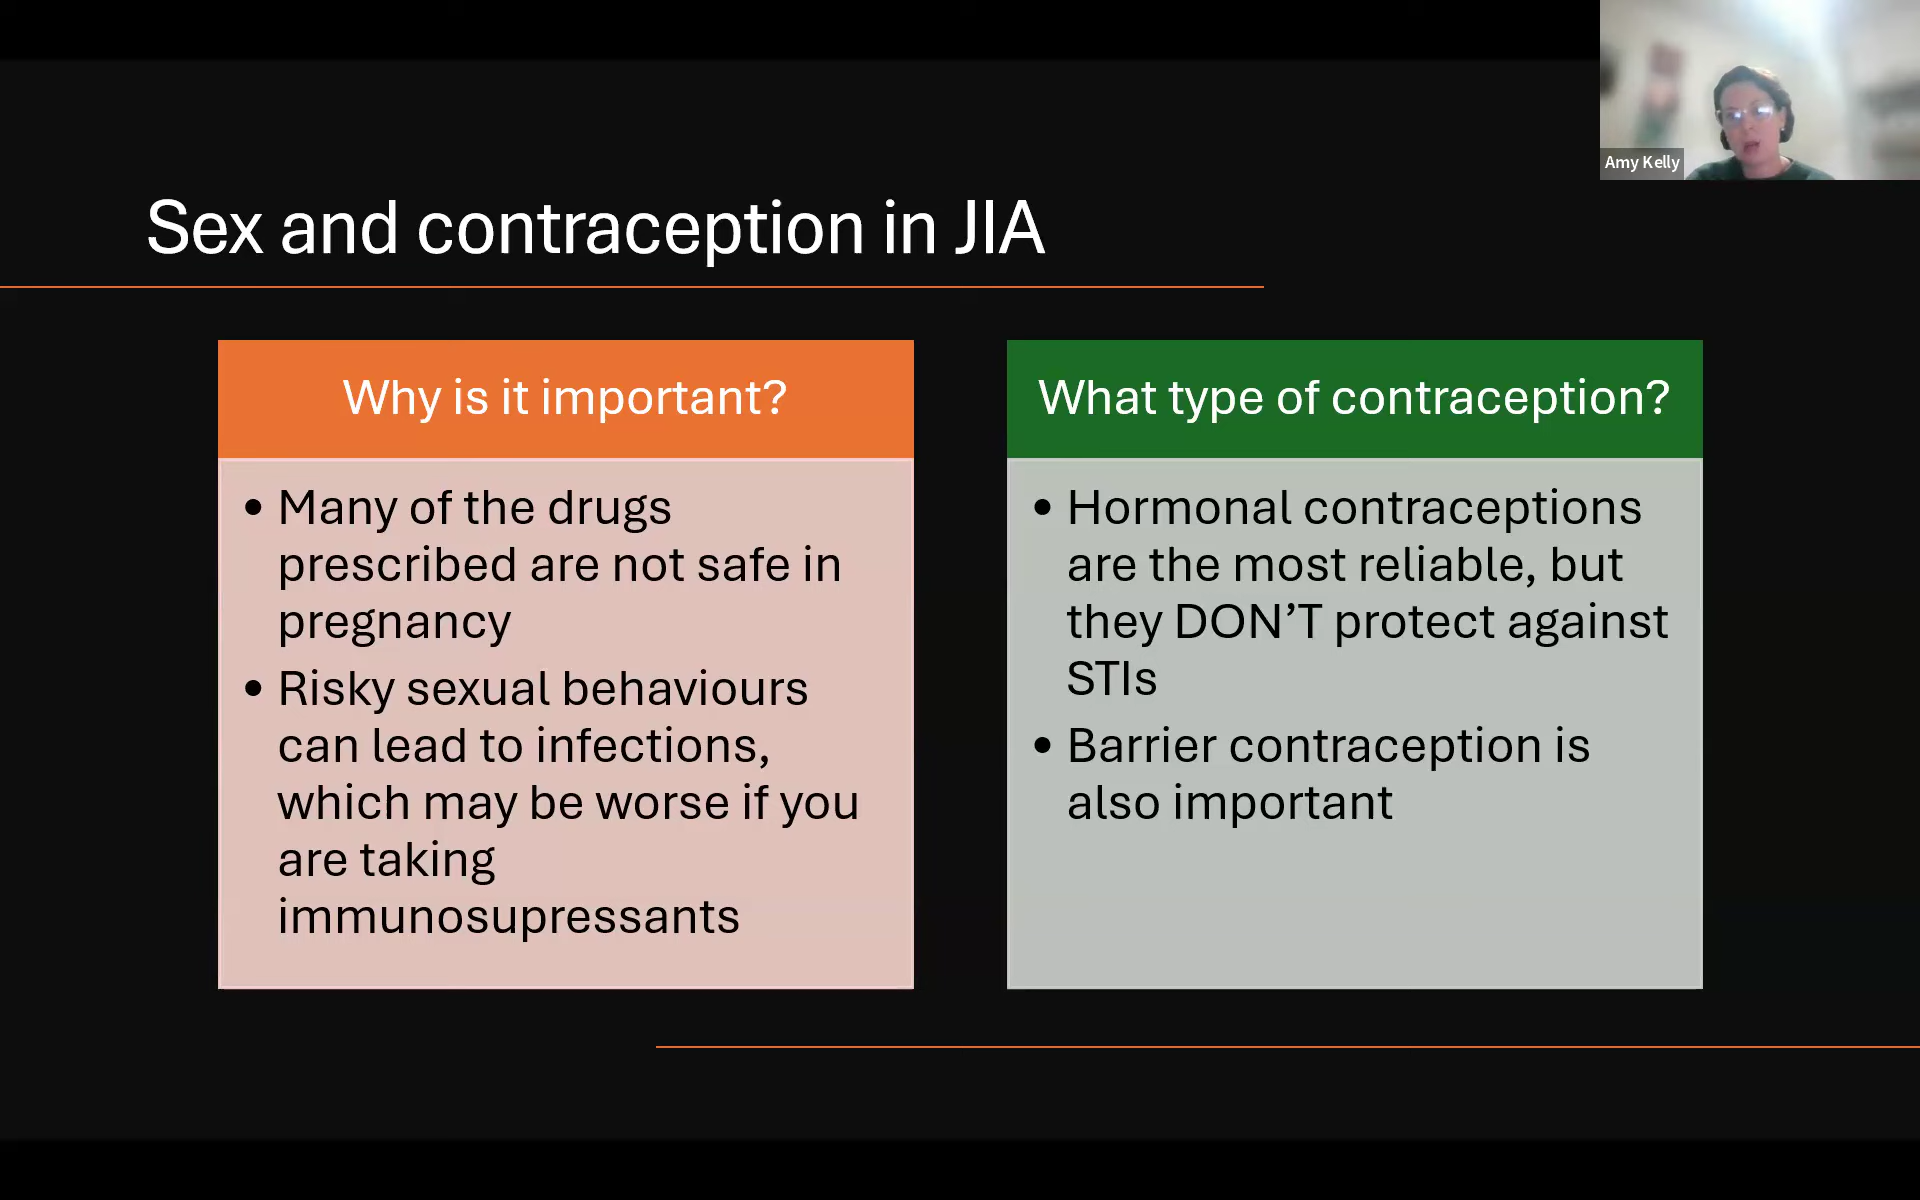 Amy Kelly
Sex and contraception in JIA
Why is it important?
• Many of the drugs
prescribed are not safe in
pregnancy
• Risky sexual behaviours
can lead to infections,
which may be worse if you
are taking
immunosupressants
What type of contraception?
• Hormonal contraceptions
are the most reliable, but
they DON’T protect against
STIs
• Barrier contraception is
also important